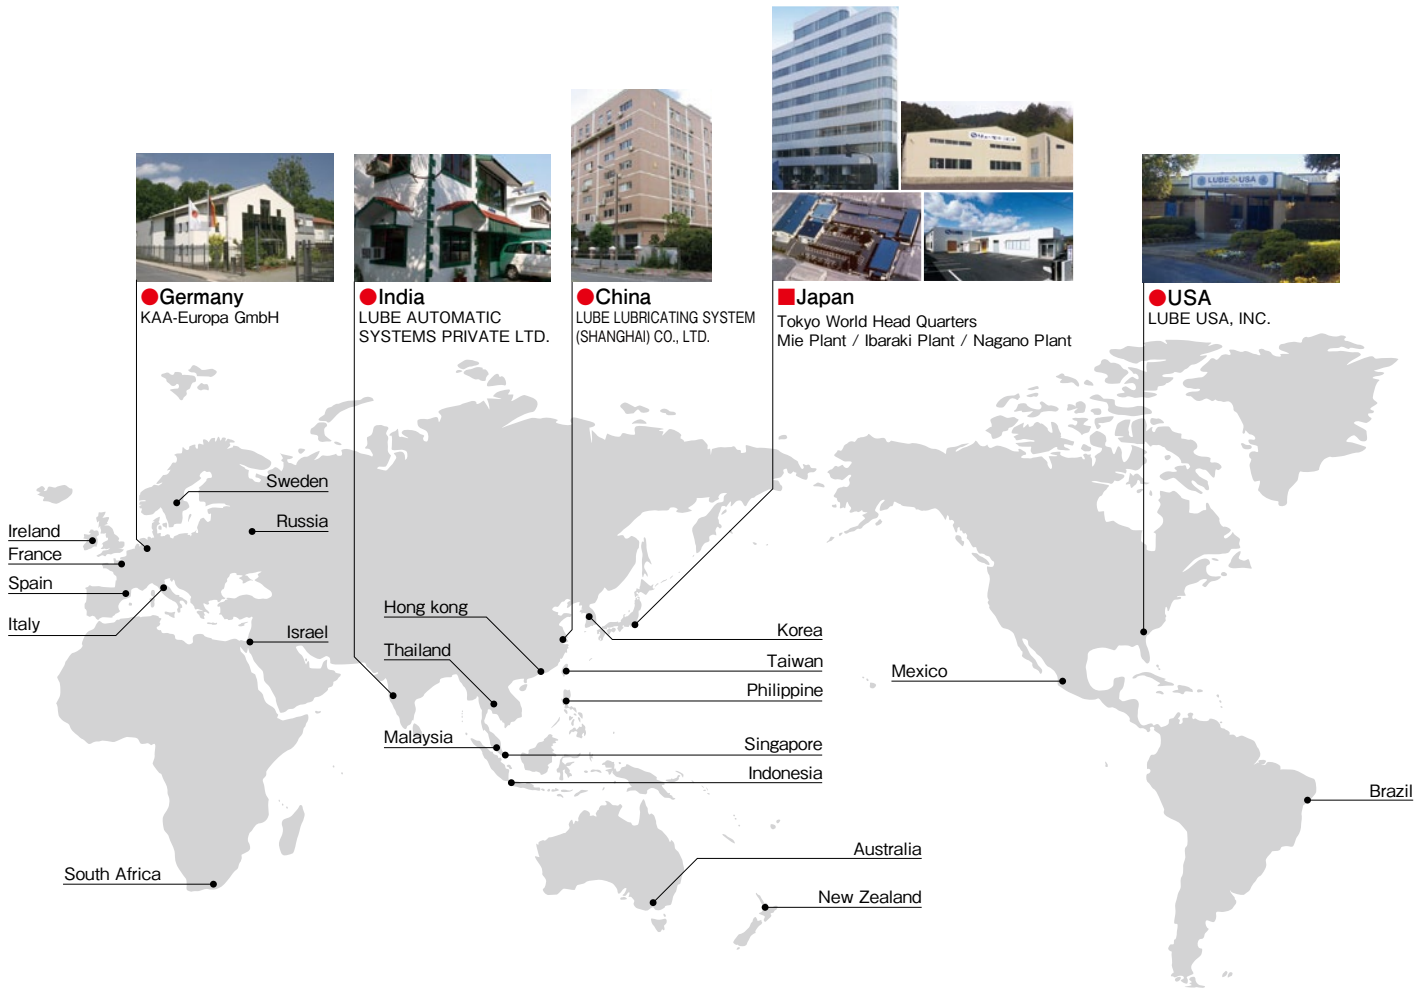 LUBE USA
Germany
KAA-Europa GmbH
India
LUBE AUTOMATIC
SYSTEMS PRIVATE LTD.
China
LUBE LUBRICATING SYSTEM
(SHANGHAI) CO., LTD.
Japan
Tokyo World Head Quarters
Mie Plant / Ibaraki Plant / Nagano Plant
USA
LUBE USA, INC.
Sweden
Russia
Ireland
France
Spain
Italy
Israel
Hong kong
Thailand
Malaysia
Korea
Taiwan
Philippine
Singapore
Indonesia
Mexico
Brazil
Australia
New Zealand
South Africa